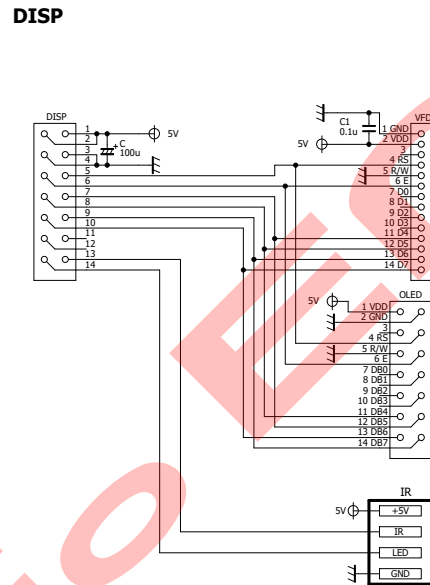 DISP
DISP
1
2
3
4
5
6
7
8
9
10
11
12
13
14
5V
C
+
100u
C1
0.1u
5V
VFD
1 GND
2 VDD
3
4 RS
5 R/W
6 E
7 D0
8 D1
9 D2
10 D3
11 D4
12 D5
13 D6
14 D7
OLED
5V
1 VDD
2 GND
3
4 RS
5 R/W
6 E
7 DB0
8 DB1
9 DB2
10 DB3
11 DB4
12 DB5
13 DB6
14 DB7
IR
5V
+5V
IR
LED
GND